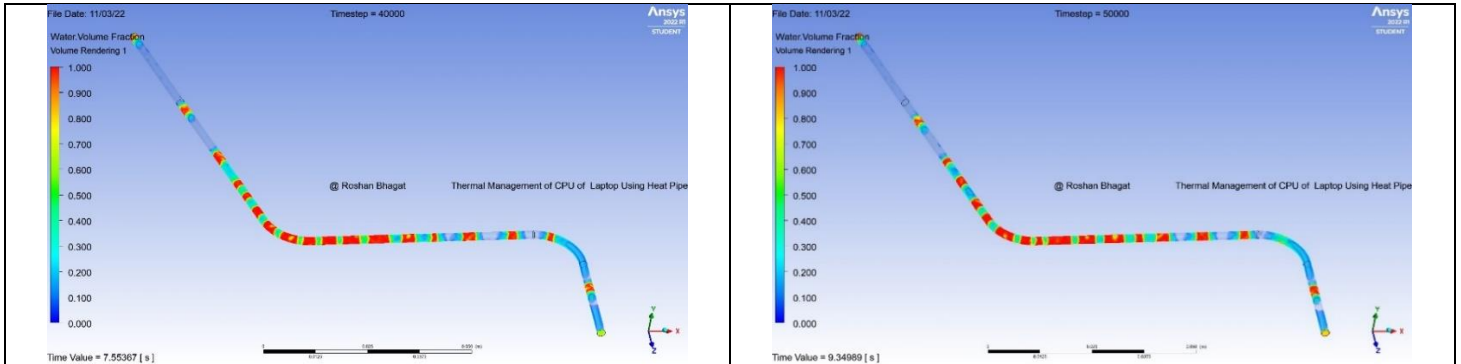 File Date: 11/03/22
Timestep = 40000
Ansys
2022 R1
STUDENT
Water.Volume Fraction
Volume Rendering 1
1.000
0.900
0.800
0.700
0.600
0.500
0.400
0.300
0.200
0.100
0.000
@ Roshan Bhagat
Thermal Management of CPU of Laptop Using Heat Pipe
Y
X
Z
Time Value = 7.55367 [ s ]
File Date: 11/03/22
Timestep = 50000
Ansys
2022 R1
STUDENT
Water.Volume Fraction
Volume Rendering 1
1.000
0.900
0.800
0.700
0.600
0.500
0.400
0.300
0.200
0.100
0.000
@ Roshan Bhagat
Thermal Management of CPU of Laptop Using Heat Pipe
Y
X
Z
Time Value = 9.34989 [ s ]